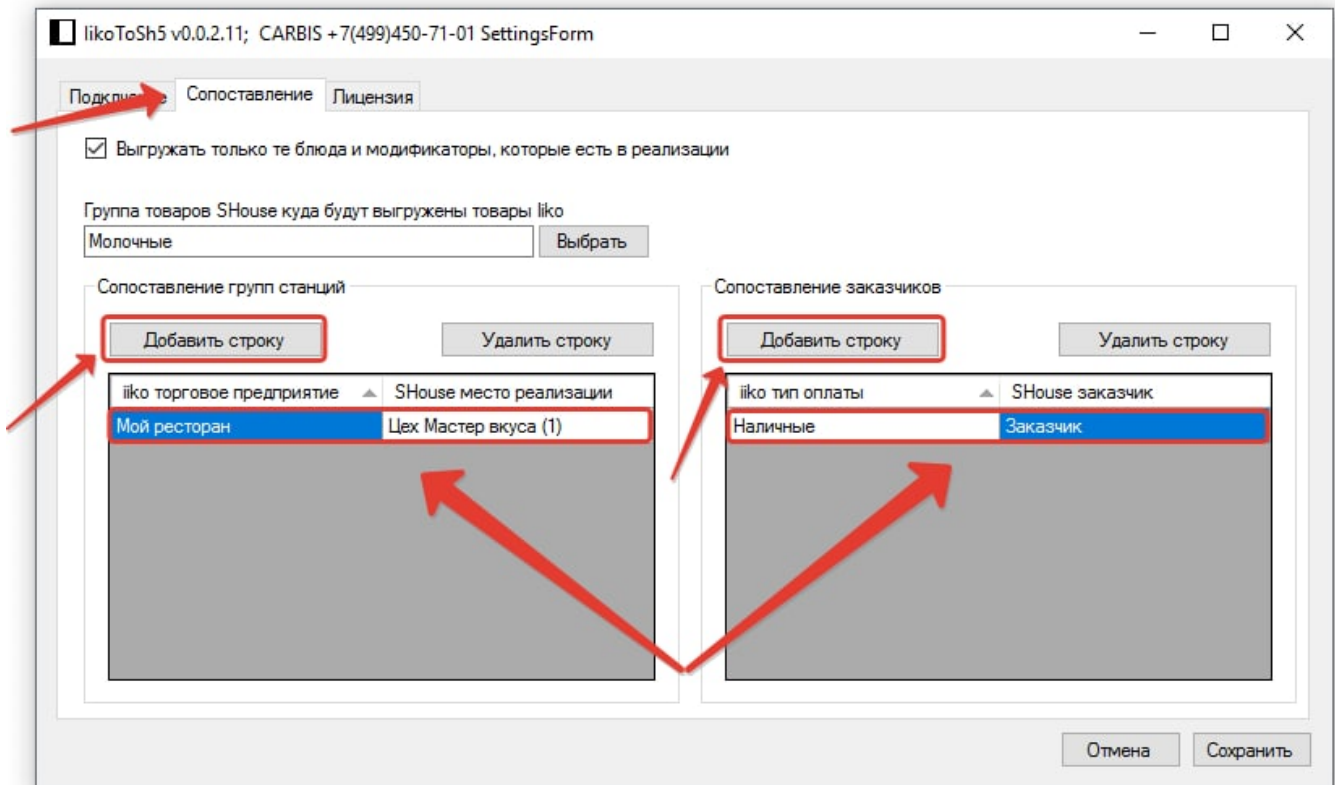 IikoToSh5 v0.0.2.11; CARBIS +7(499)450-71-01 SettingsForm
Сопоставление Лицензия
Выгружать только те блюда и модификаторы, которые есть в реализации
Группа товаров SHouse куда будут выгружены товары Iiko
Молочные Выбрать
Сопоставление групп станций Сопоставление заказчиков
Добавить строку Удалить строку Добавить строку Удалить строку
iiko торговое предприятие SHouse место реализации iiko тип оплаты SHouse заказчик
Мой ресторан Цех Мастер вкуса (1) Наличные Заказчик
Отмена Сохранить